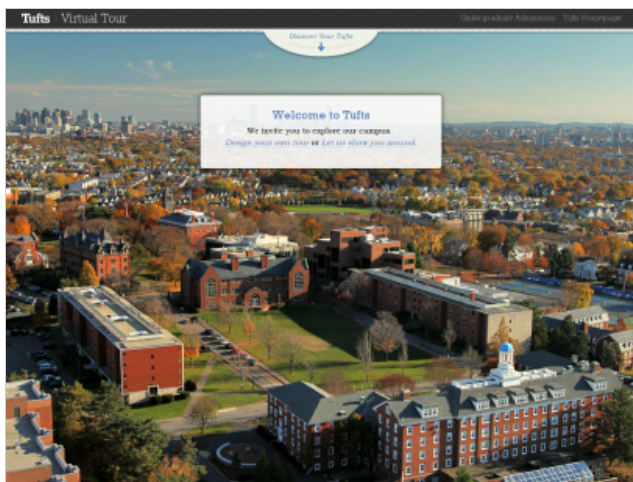 Tufts Virtual Tour
Undergraduate Admissions Tufts Homepage
Discover Your Tufts
Welcome to Tufts
We invite you to explore our campus.
Design your own tour or Let us show you around.